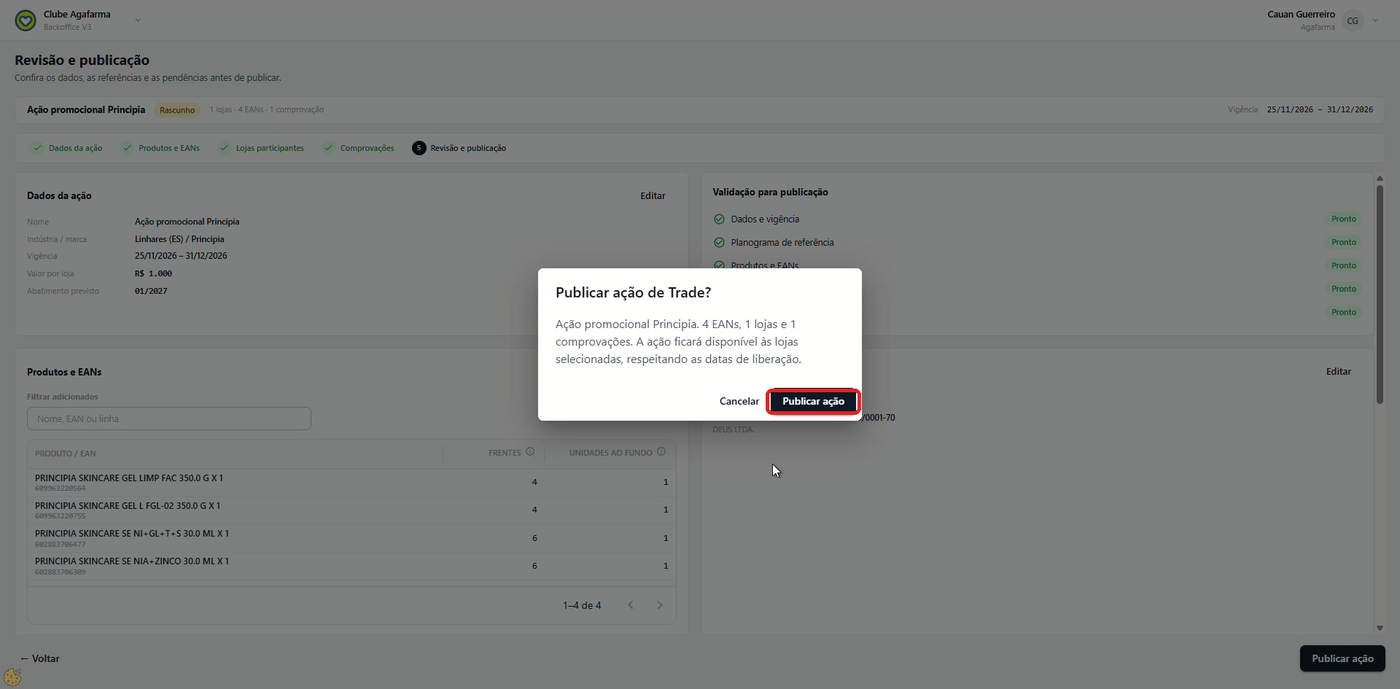 Clube Agafarma
Backoffice V3
Cauan Guerreiro
Agafarma
CG
Revisão e publicação
Confira os dados, as referências e as pendências antes de publicar.
Ação promocional Principia
Rascunho
1 lojas · 4 EANs · 1 comprovação
Vigência
25/11/2026 – 31/12/2026
Dados da ação
Produtos e EANs
Lojas participantes
Comprovações
5
Revisão e publicação
Dados da ação
Editar
Nome
Ação promocional Principia
Indústria / marca
Linhares (ES) / Principia
Vigência
25/11/2026 – 31/12/2026
Valor por loja
R$ 1.000
Abatimento previsto
01/2027
Validação para publicação
Dados e vigência
Pronto
Planograma de referência
Pronto
Produtos e EANs
Pronto
Pronto
Pronto
Publicar ação de Trade?
Ação promocional Principia. 4 EANs, 1 lojas e 1
comprovações. A ação ficará disponível às lojas
selecionadas, respeitando as datas de liberação.
Cancelar
Publicar ação
Produtos e EANs
Filtrar adicionados
Nome, EAN ou linha
PRODUTO / EAN
FRENTES
UNIDADES AO FUNDO
PRINCIPIA SKINCARE GEL LIMP FAC 350.0 G X 1
609963220564
4
1
PRINCIPIA SKINCARE GEL L FGL-02 350.0 G X 1
609963220755
4
1
PRINCIPIA SKINCARE SE NI+GL+T+S 30.0 ML X 1
602883706477
6
1
PRINCIPIA SKINCARE SE NIA+ZINCO 30.0 ML X 1
602883706309
6
1
1–4 de 4
Editar
/0001-70
DEUS LTDA.
← Voltar
Publicar ação